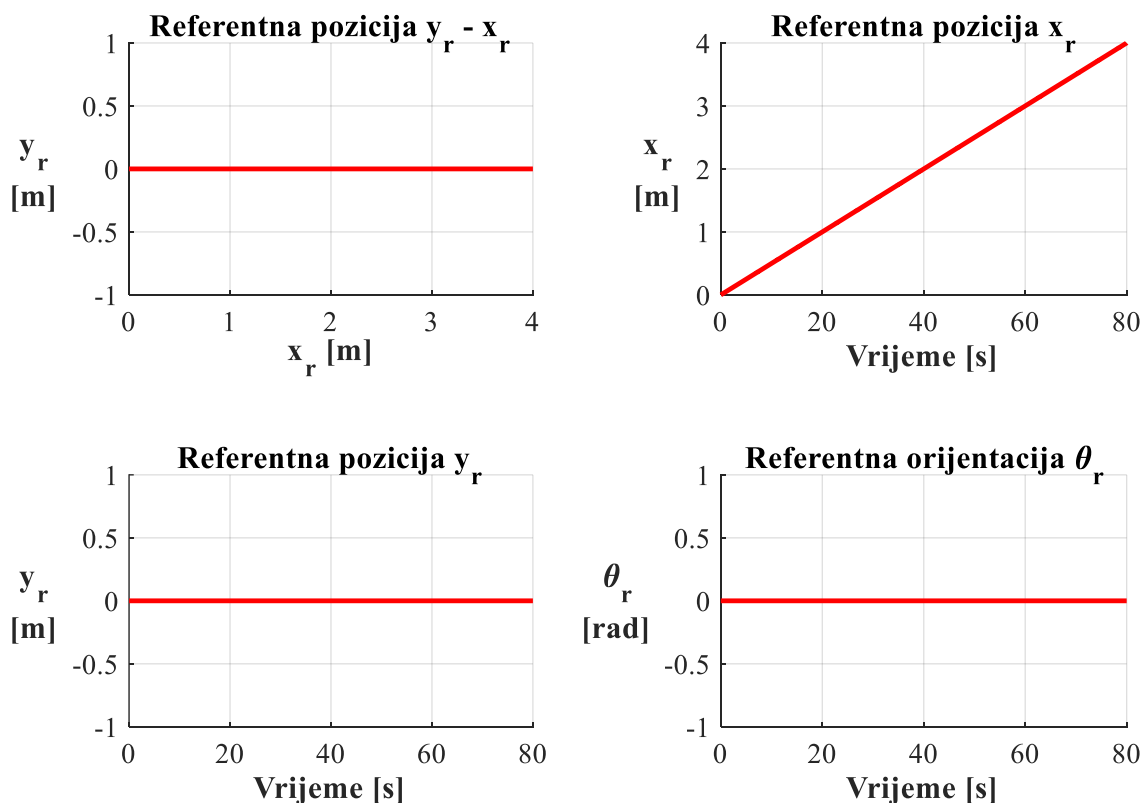 Referentna pozicija y_r - x_r
1
0.5
0
-0.5
-1
y_r
[m]
0 1 2 3 4
x_r [m]
Referentna pozicija x_r
4
3
2
1
0
x_r
[m]
0 20 40 60 80
Vrijeme [s]
Referentna pozicija y_r
1
0.5
0
-0.5
-1
y_r
[m]
0 20 40 60 80
Vrijeme [s]
Referentna orijentacija θ_r
1
0.5
0
-0.5
-1
θ_r
[rad]
0 20 40 60 80
Vrijeme [s]